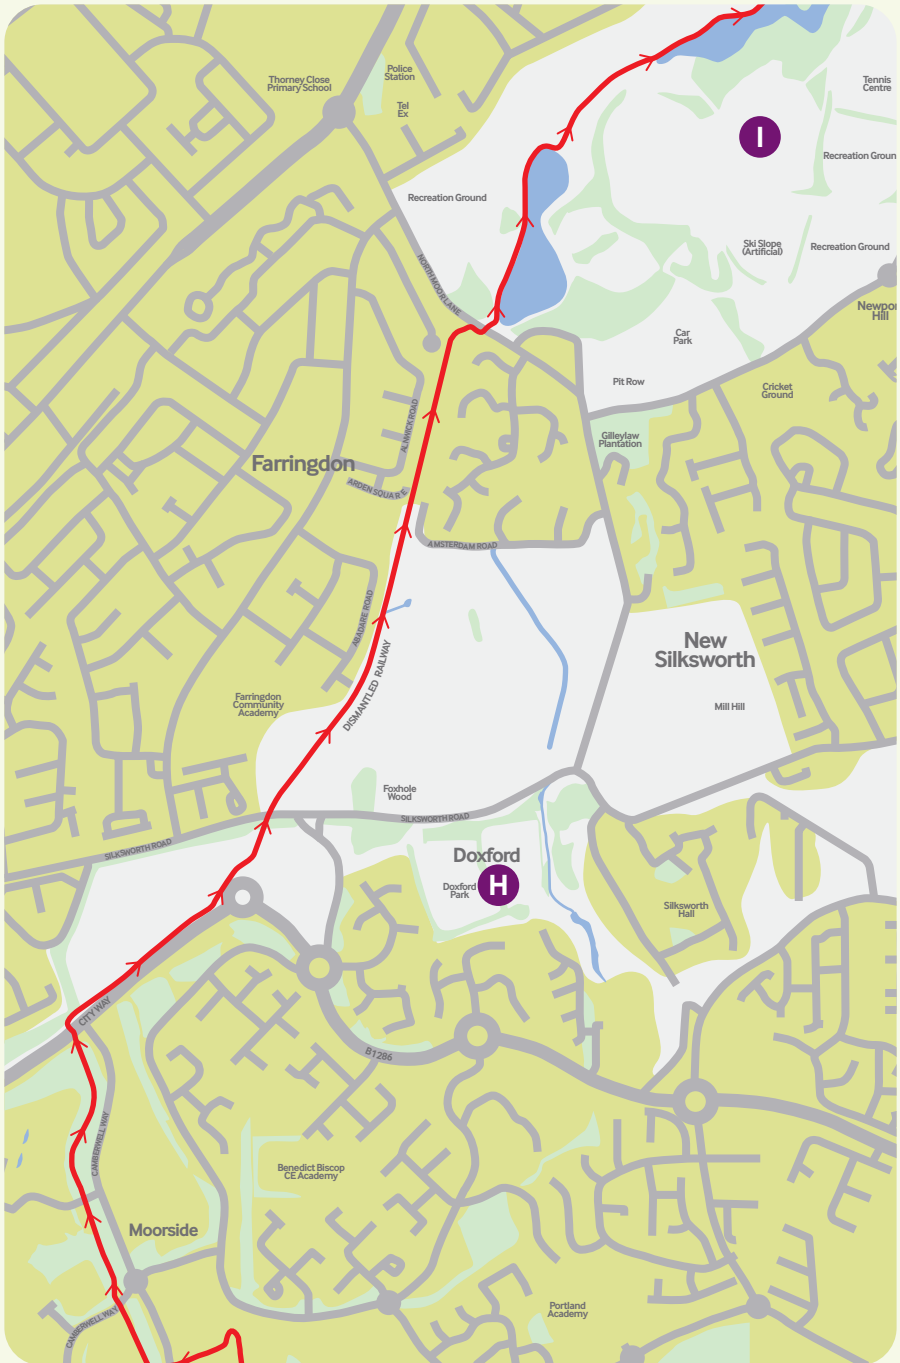 Police
Station
Thorney Close
Primary School
Tel
Ex
Tennis
Centre
I
Recreation Groun
Recreation Ground
Ski Slope
(Artificial)
Recreation Ground
NORTH MOOR LANE
Newpor
Hill
Car
Park
Pit Row
Cricket
Ground
ALNWICK ROAD
Gilleylaw
Plantation
Farringdon
ARDEN SQUARE
AMSTERDAM ROAD
ABADARE ROAD
New
Silksworth
DISMANTLED RAILWAY
Farringdon
Community
Academy
Mill Hill
Foxhole
Wood
SILKSWORTH ROAD
SILKSWORTH ROAD
Doxford
Doxford
Park
H
Silksworth
Hall
CITY WAY
B1286
CAMBERWELL WAY
Benedict Biscop
CE Academy
Moorside
Portland
Academy
CAMBERWELL WAY